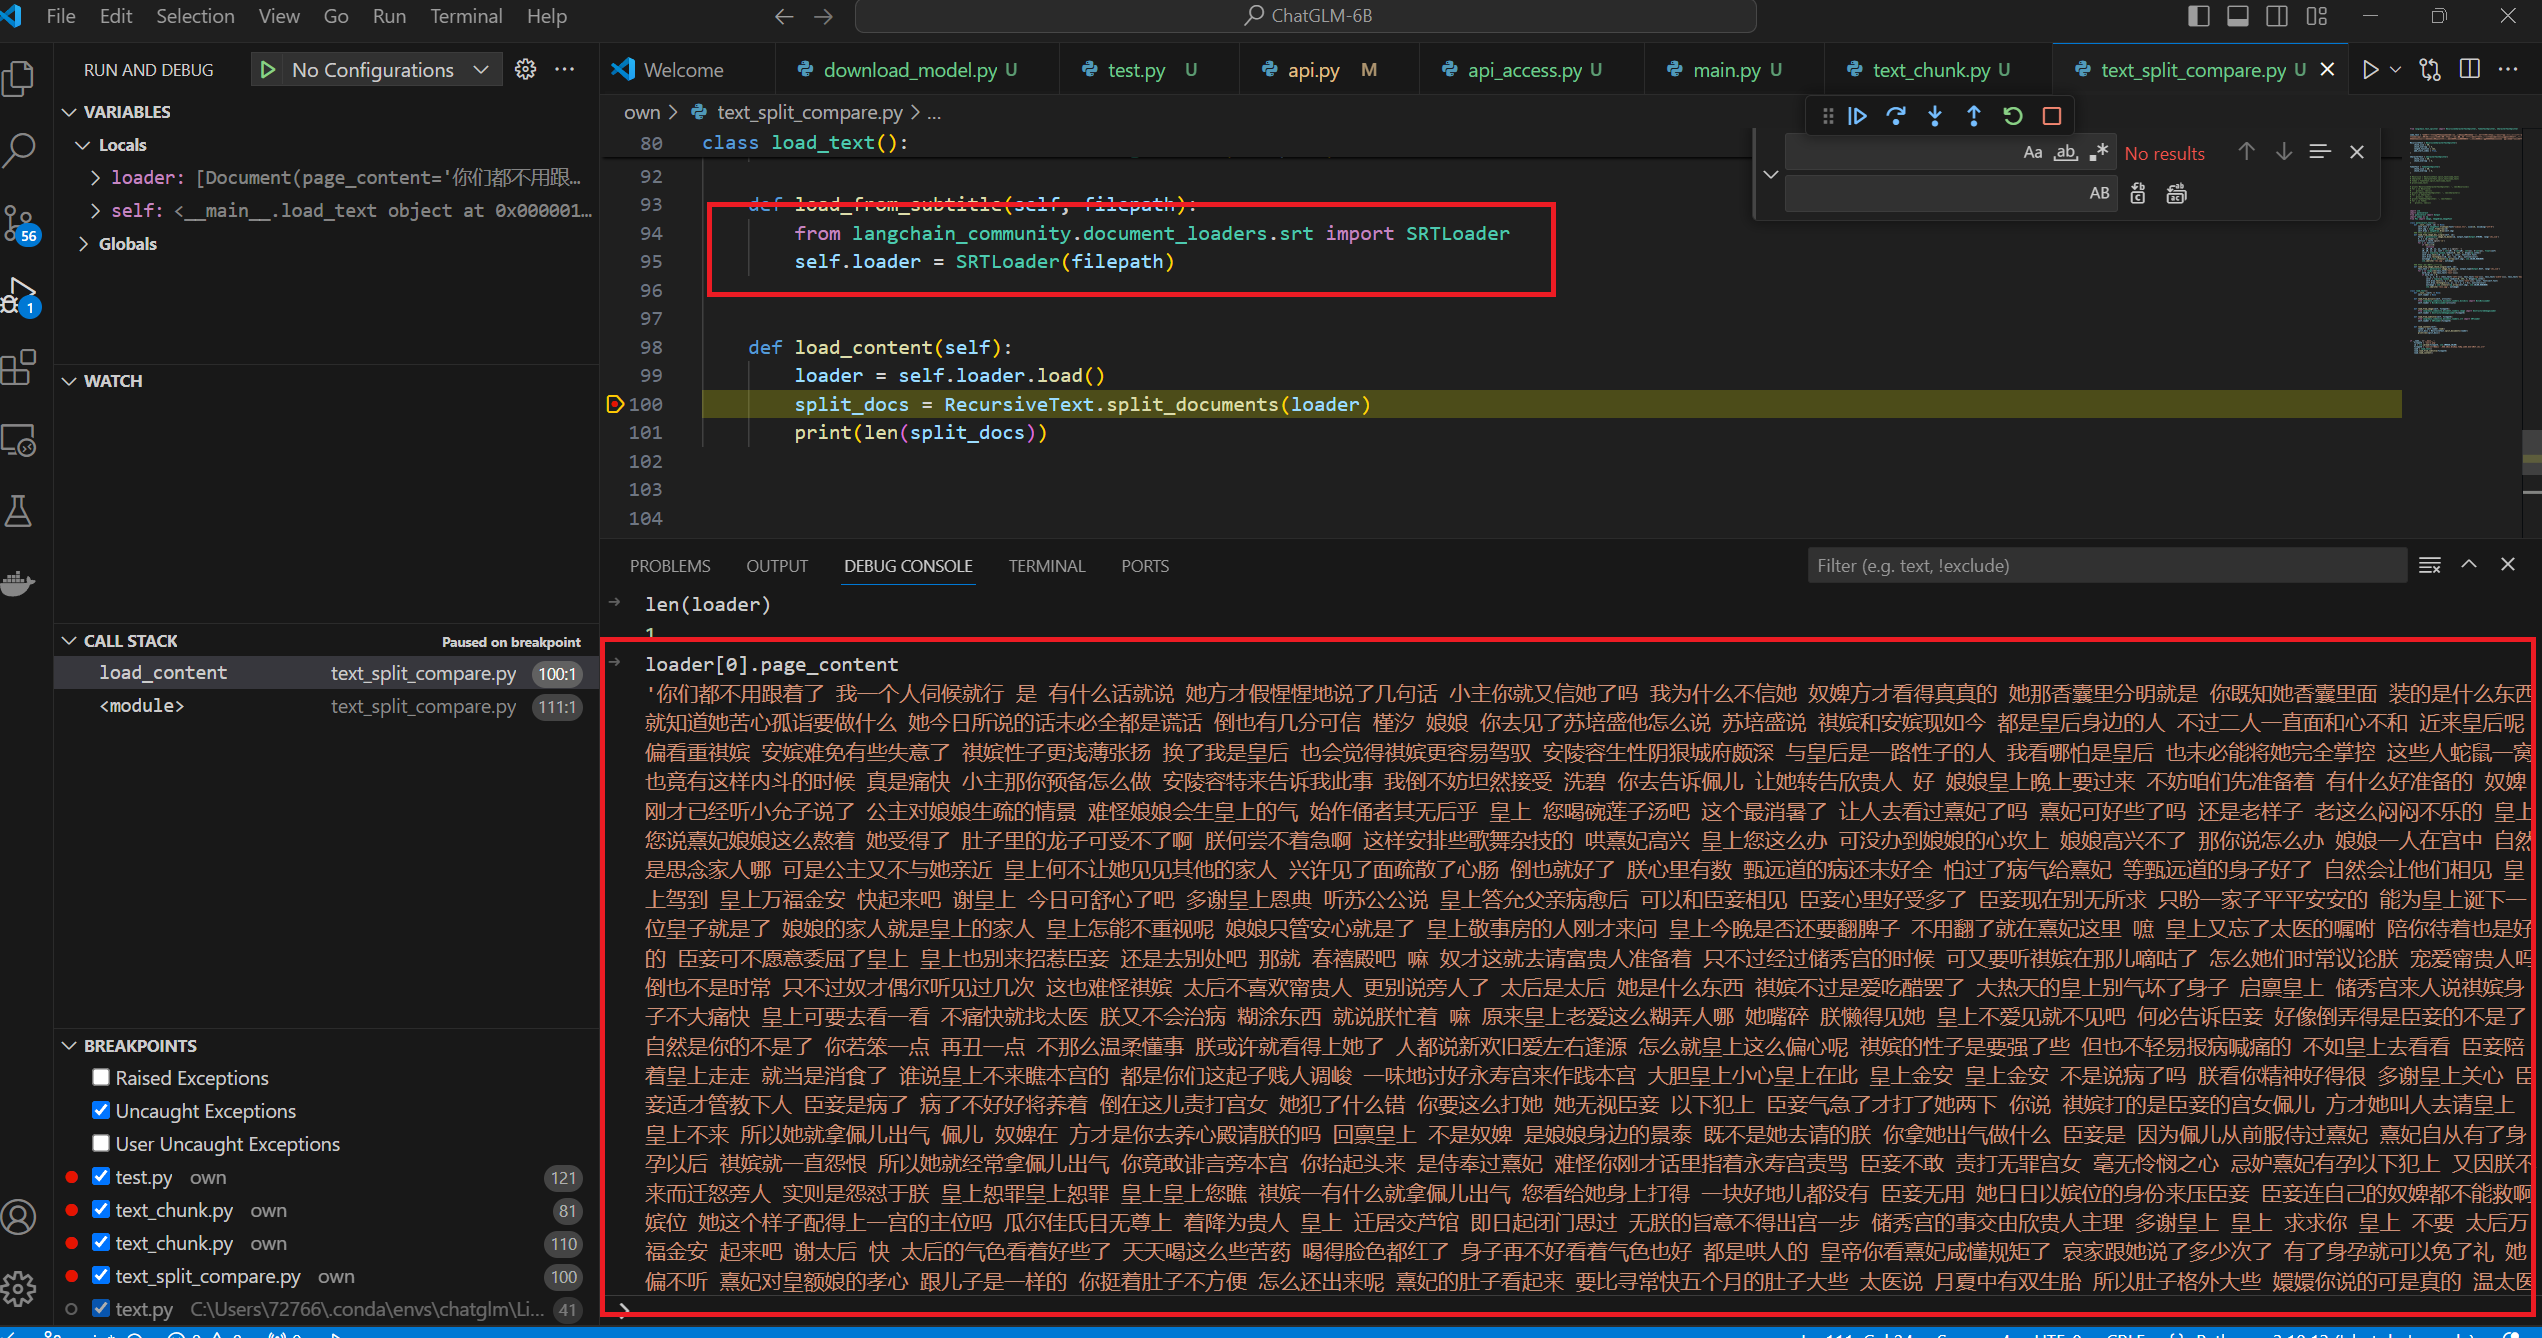 File Edit Selection View Go Run Terminal Help
ChatGLM-6B
RUN AND DEBUG
No Configurations
Welcome
download_model.py U
test.py U
api.py M
api_access.py U
main.py U
text_chunk.py U
text_split_compare.py U
VARIABLES
Locals
loader: [Document(page_content='你们都不用跟…
self: <__main__.load_text object at 0x000001…
Globals
56
1
WATCH
CALL STACK
Paused on breakpoint
load_content text_split_compare.py 100:1
<module> text_split_compare.py 111:1
BREAKPOINTS
Raised Exceptions
Uncaught Exceptions
User Uncaught Exceptions
test.py own 121
text_chunk.py own 81
text_chunk.py own 110
text_split_compare.py own 100
text.py C:\Users\72766\.conda\envs\chatglm\Li... 41
own > text_split_compare.py > ...
Aa ab .* No results
AB
80 class load_text():
92
93 def load_from_subtitle(self, filepath):
94 from langchain_community.document_loaders.srt import SRTLoader
95 self.loader = SRTLoader(filepath)
96
97
98 def load_content(self):
99 loader = self.loader.load()
100 split_docs = RecursiveText.split_documents(loader)
101 print(len(split_docs))
102
103
104
PROBLEMS OUTPUT DEBUG CONSOLE TERMINAL PORTS
Filter (e.g. text, !exclude)
len(loader)
1
loader[0].page_content
'你们都不用跟着了 我一个人伺候就行 是 有什么话就说 她方才假惺惺地说了几句话 小主你就又信她了吗 我为什么不信她 奴婢方才看得真真的 她那香囊里分明就是 你既知她香囊里面 装的是什么东西
就知道她苦心孤诣要做什么 她今日所说的话未必全都是谎话 倒也有几分可信 槿汐 娘娘 你去见了苏培盛他怎么说 苏培盛说 祺嫔和安嫔现如今 都是皇后身边的人 不过二人一直面和心不和 近来皇后呢
偏看重祺嫔 安嫔难免有些失意了 祺嫔性子更浅薄张扬 换了我是皇后 也会觉得祺嫔更容易驾驭 安陵容生性阴狠城府颇深 与皇后是一路性子的人 我看哪怕是皇后 也未必能将她完全掌控 这些人蛇鼠一窝
也竟有这样内斗的时候 真是痛快 小主那你预备怎么做 安陵容特来告诉我此事 我倒不妨坦然接受 浣碧 你去告诉佩儿 让她转告欣贵人 好 娘娘皇上晚上要过来 不妨咱们先准备着 有什么好准备的 奴婢
刚才已经听小允子说了 公主对娘娘生疏的情景 难怪娘娘会生皇上的气 始作俑者其无后乎 皇上 您喝碗莲子汤吧 这个最消暑了 让人去看过熹妃了吗 熹妃可好些了吗 还是老样子 老这么闷闷不乐的 皇上
您说熹妃娘娘这么熬着 她受得了 肚子里的龙子可受不了啊 朕何尝不着急啊 这样安排些歌舞杂技的 哄熹妃高兴 皇上您这么办 可没办到娘娘的心坎上 娘娘高兴不了 那你说怎么办 娘娘一人在宫中 自然
是思念家人哪 可是公主又不与她亲近 皇上何不让她见见其他的家人 兴许见了面疏散了心肠 倒也就好了 朕心里有数 甄远道的病还未好全 怕过了病气给熹妃 等甄远道的身子好了 自然会让他们相见 皇
上驾到 皇上万福金安 快起来吧 谢皇上 今日可舒心了吧 多谢皇上恩典 听苏公公说 皇上答允父亲病愈后 可以和臣妾相见 臣妾心里好受多了 臣妾现在别无所求 只盼一家子平平安安的 能为皇上诞下一
位皇子就是了 娘娘的家人就是皇上的家人 皇上怎能不重视呢 娘娘只管安心就是了 皇上敬事房的人刚才来问 皇上今晚是否还要翻脾子 不用翻了就在熹妃这里 嗻 皇上又忘了太医的嘱咐 陪你待着也是好
的 臣妾可不愿意委屈了皇上 皇上也别来招惹臣妾 还是去别处吧 那就 春禧殿吧 嘛 奴才这就去请富贵人准备着 只不过经过储秀宫的时候 可又要听祺嫔在那儿嘀咕了 怎么她们时常议论朕 宠爱甯贵人吗
倒也不是时常 只不过奴才偶尔听见过几次 这也难怪祺嫔 太后不喜欢甯贵人 更别说旁人了 太后是太后 她是什么东西 祺嫔不过是爱吃醋罢了 大热天的皇上别气坏了身子 启禀皇上 储秀宫来人说祺嫔身
子不大痛快 皇上可要去看一看 不痛快就找太医 朕又不会治病 糊涂东西 就说朕忙着 嘛 原来皇上老爱这么糊弄人哪 她嘴碎 朕懒得见她 皇上不爱见就不见吧 何必告诉臣妾 好像倒弄得是臣妾的不是了
自然是你的不是了 你若笨一点 再丑一点 不那么温柔懂事 朕或许就看得上她了 人都说新欢旧爱左右逢源 怎么就皇上这么偏心呢 祺嫔的性子是要强了些 但也不轻易报病喊痛的 不如皇上去看看 臣妾陪
着皇上走走 就当是消食了 谁说皇上不来瞧本宫的 都是你们这起子贱人调峻 一味地讨好永寿宫来作践本宫 大胆皇上小心皇上在此 皇上金安 皇上金安 不是说病了吗 朕看你精神好得很 多谢皇上关心 臣
妾适才管教下人 臣妾是病了 病了不好好将养着 倒在这儿责打宫女 她犯了什么错 你要这么打她 她无视臣妾 以下犯上 臣妾气急了才打了她两下 你说 祺嫔打的是臣妾的宫女佩儿 方才她叫人去请皇上
皇上不来 所以她就拿佩儿出气 佩儿 奴婢在 方才是你去养心殿请朕的吗 回禀皇上 不是奴婢 是娘娘身边的景泰 既不是她去请的朕 你拿她出气做什么 臣妾是 因为佩儿从前服侍过熹妃 熹妃自从有了身
孕以后 祺嫔就一直怨恨 所以她就经常拿佩儿出气 你竟敢诽言旁本宫 你抬起头来 是侍奉过熹妃 难怪你刚才话里指着永寿宫责骂 臣妾不敢 责打无罪宫女 毫无怜悯之心 忌妒熹妃有孕以下犯上 又因朕不
来而迁怒旁人 实则是怨怼于朕 皇上恕罪皇上恕罪 皇上皇上您瞧 祺嫔一有什么就拿佩儿出气 您看给她身上打得 一块好地儿都没有 臣妾无用 她日日以嫔位的身份来压臣妾 臣妾连自己的奴婢都不能救啊
嫔位 她这个样子配得上一宫的主位吗 瓜尔佳氏目无尊上 着降为贵人 皇上 迁居交芦馆 即日起闭门思过 无朕的旨意不得出宫一步 储秀宫的事交由欣贵人主理 多谢皇上 皇上 求求你 皇上 不要 太后万
福金安 起来吧 谢太后 快 太后的气色看着好些了 天天喝这么些苦药 喝得脸色都红了 身子再不好看着气色也好 都是哄人的 皇帝你看熹妃咸懂规矩了 哀家跟她说了多少次了 有了身孕就可以免了礼 她
偏不听 熹妃对皇额娘的孝心 跟儿子是一样的 你挺着肚子不方便 怎么还出来呢 熹妃的肚子看起来 要比寻常快五个月的肚子大些 太医说 月夏中有双生胎 所以肚子格外大些 嬛嬛你说的可是真的 温太医